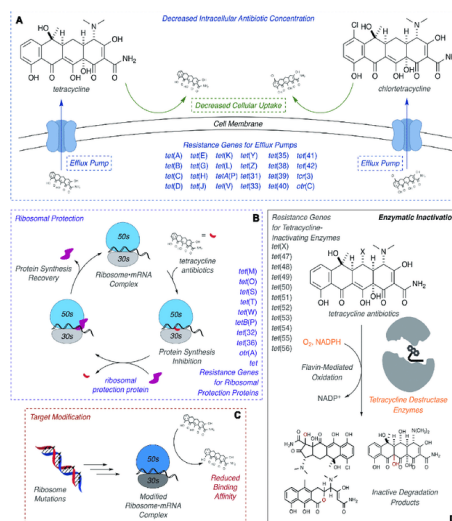 A
Decreased Intracellular Antibiotic Concentration
tetracycline
chlortetracycline
Decreased Cellular Uptake
Cell Membrane
Efflux Pump
Efflux Pump
Resistance Genes for Efflux Pumps
tet(A) tet(E) tet(K) tet(Y) tet(35) tet(41)
tet(B) tet(G) tet(L) tet(Z) tet(38) tet(42)
tet(C) tet(H) tetA(P) tet(31) tet(39) tcr(3)
tet(D) tet(J) tet(V) tet(33) tet(40) otr(C)
Ribosomal Protection
B
50s
30s
Ribosome-mRNA
Complex
tetracycline
antibiotics
Protein Synthesis
Recovery
50s
30s
50s
30s
Protein Synthesis
Inhibition
ribosomal
protection protein
tet(M)
tet(O)
tet(S)
tet(T)
tet(W)
tetB(P)
tet(32)
tet(36)
otr(A)
tet
Resistance Genes
for Ribosomal
Protection Proteins
Target Modification
C
Ribosome
Mutations
50s
30s
Modified
Ribosome-mRNA
Complex
Reduced
Binding
Affinity
Resistance Genes
for Tetracycline-
Inactivating Enzymes
Enzymatic Inactivatio
tet(X)
tet(47)
tet(48)
tet(49)
tet(50)
tet(51)
tet(52)
tet(53)
tet(54)
tet(55)
tet(56)
tetracycline antibiotics
O2, NADPH
Flavin-Mediated
Oxidation
NADP+
Tetracycline Destructase
Enzymes
Inactive Degradation
Products